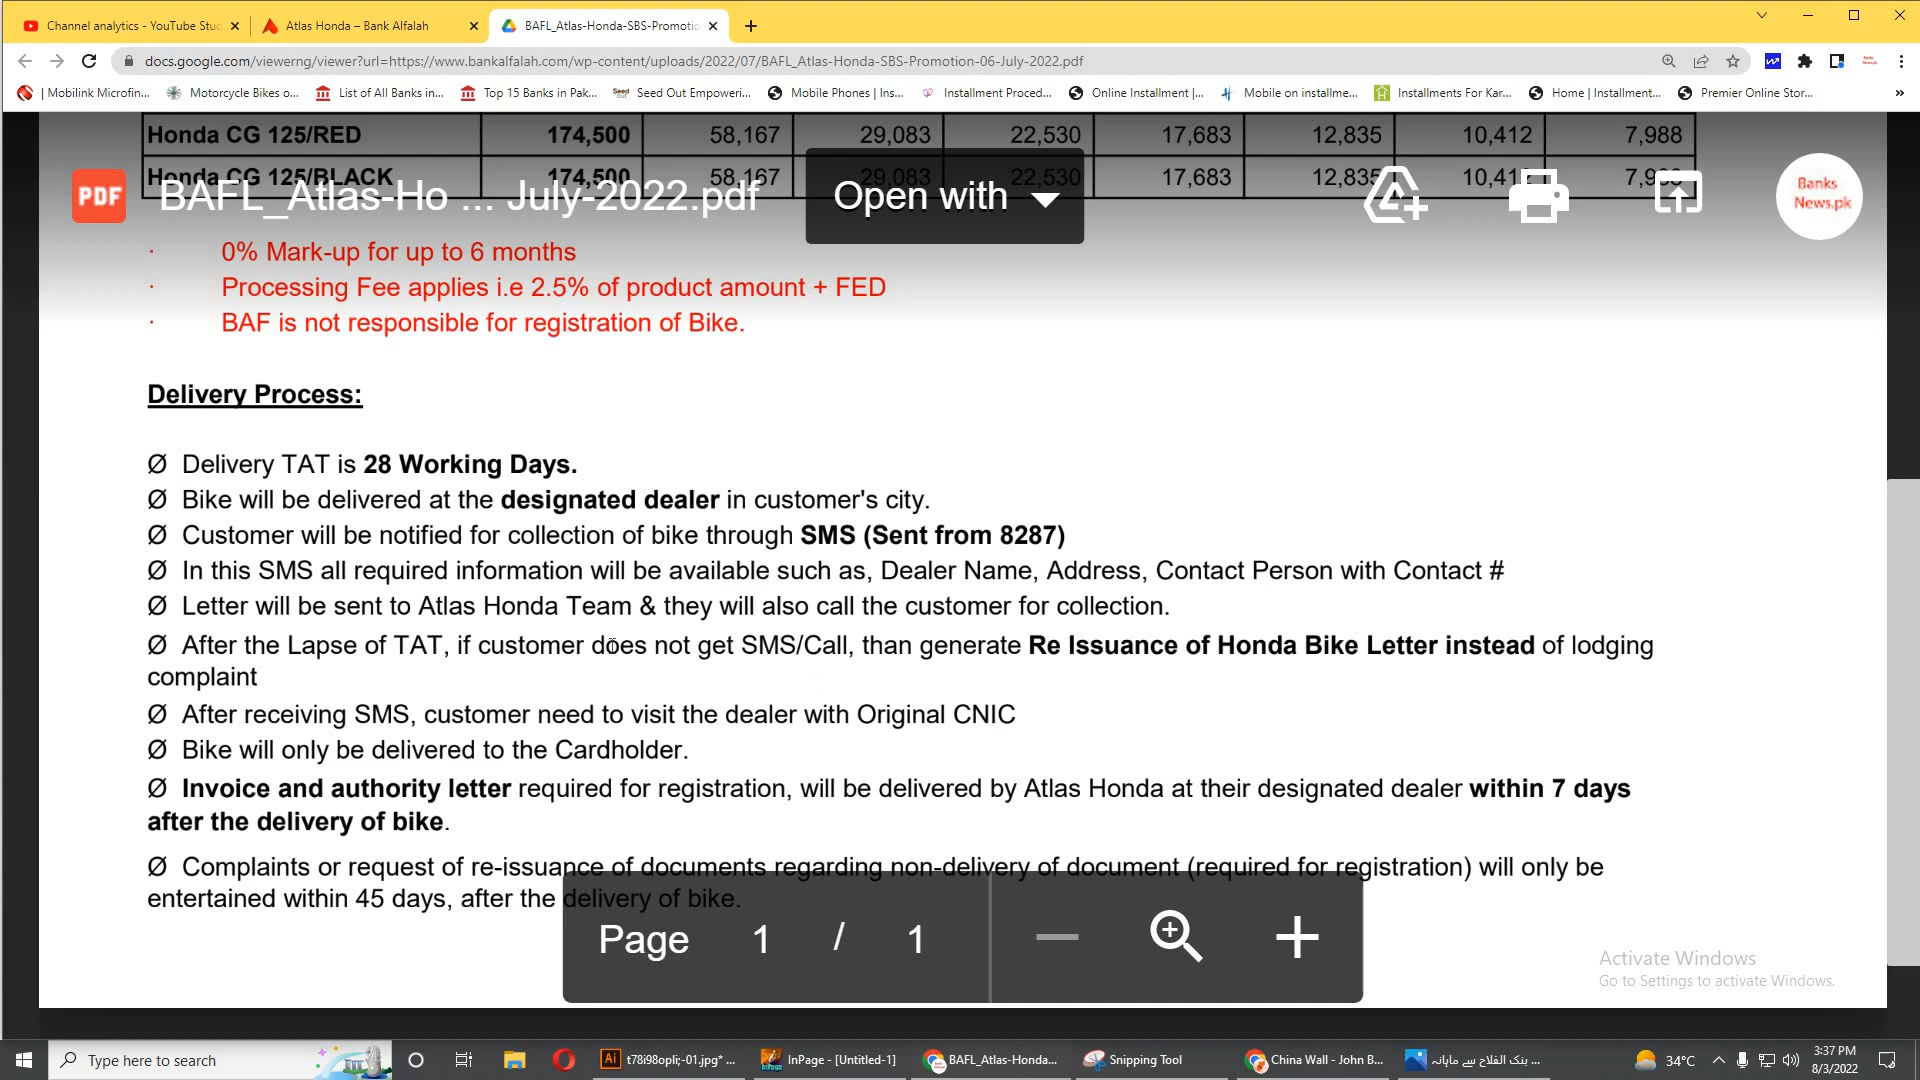 Channel analytics - YouTube Stu
Atlas Honda – Bank Alfalah
BAFL_Atlas-Honda-SBS-Promotio
docs.google.com/viewerng/viewer?url=https://www.bankalfalah.com/wp-content/uploads/2022/07/BAFL_Atlas-Honda-SBS-Promotion-06-July-2022.pdf
| Mobilink Microfin...
Motorcycle Bikes o...
List of All Banks in...
Top 15 Banks in Pak...
Seed Out Empoweri...
Mobile Phones | Ins...
Installment Proced...
Online Installment |...
Mobile on installme...
Installments For Kar...
Home | Installment...
Premier Online Stor...
»
Honda CG 125/RED 174,500 58,167 29,083 22,530 17,683 12,835 10,412 7,988
Honda CG 125/BLACK 174,500 58,167 29,083 22,530 17,683 12,835 10,412 7,988
PDF
BAFL_Atlas-Ho ... July-2022.pdf
Open with
Banks
News.pk
· 0% Mark-up for up to 6 months
· Processing Fee applies i.e 2.5% of product amount + FED
· BAF is not responsible for registration of Bike.
Delivery Process:
Ø Delivery TAT is 28 Working Days.
Ø Bike will be delivered at the designated dealer in customer's city.
Ø Customer will be notified for collection of bike through SMS (Sent from 8287)
Ø In this SMS all required information will be available such as, Dealer Name, Address, Contact Person with Contact #
Ø Letter will be sent to Atlas Honda Team & they will also call the customer for collection.
Ø After the Lapse of TAT, if customer does not get SMS/Call, than generate Re Issuance of Honda Bike Letter instead of lodging
complaint
Ø After receiving SMS, customer need to visit the dealer with Original CNIC
Ø Bike will only be delivered to the Cardholder.
Ø Invoice and authority letter required for registration, will be delivered by Atlas Honda at their designated dealer within 7 days
after the delivery of bike.
Ø Complaints or request of re-issuance of documents regarding non-delivery of document (required for registration) will only be
entertained within 45 days, after the delivery of bike.
Page 1 / 1
Activate Windows
Go to Settings to activate Windows.
Type here to search
Ai
t78i98opli;-01.jpg* ...
InPage - [Untitled-1]
BAFL_Atlas-Honda...
Snipping Tool
China Wall - John B...
بنک الفلاح سے ماہانہ ...
34°C
3:37 PM
8/3/2022